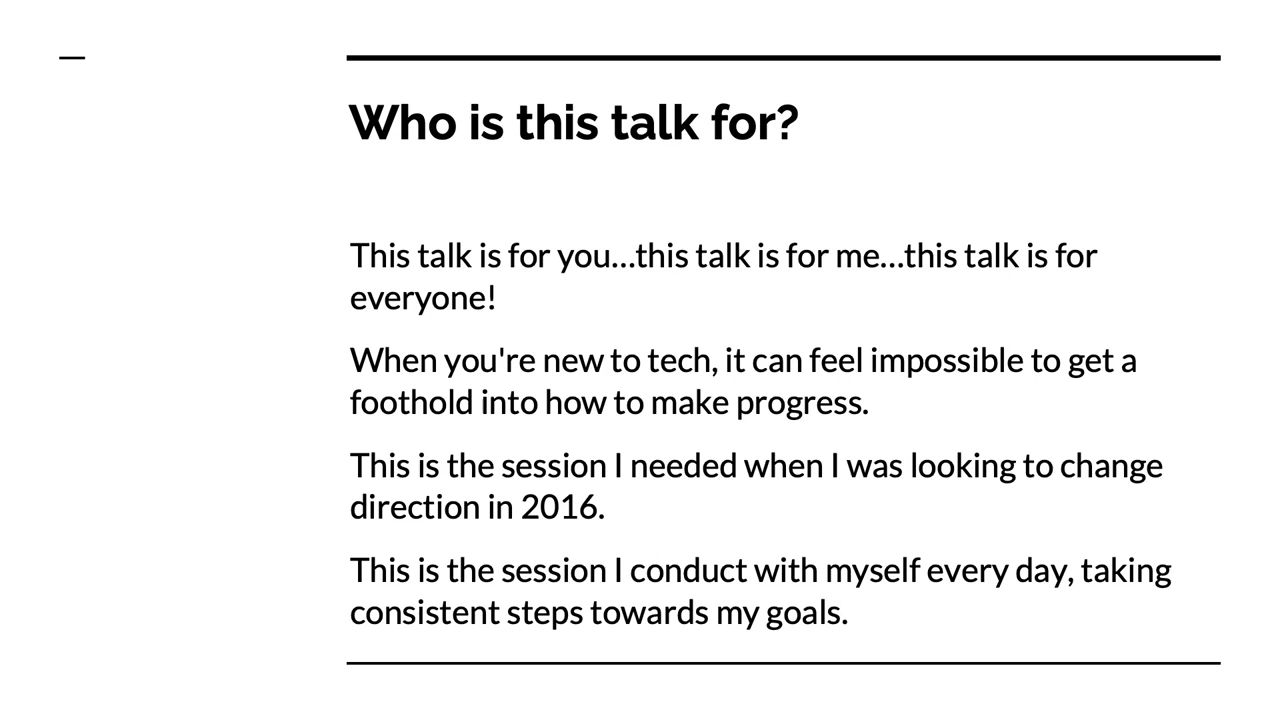 Who is this talk for?
This talk is for you...this talk is for me...this talk is for
everyone!
When you're new to tech, it can feel impossible to get a
foothold into how to make progress.
This is the session I needed when I was looking to change
direction in 2016.
This is the session I conduct with myself every day, taking
consistent steps towards my goals.